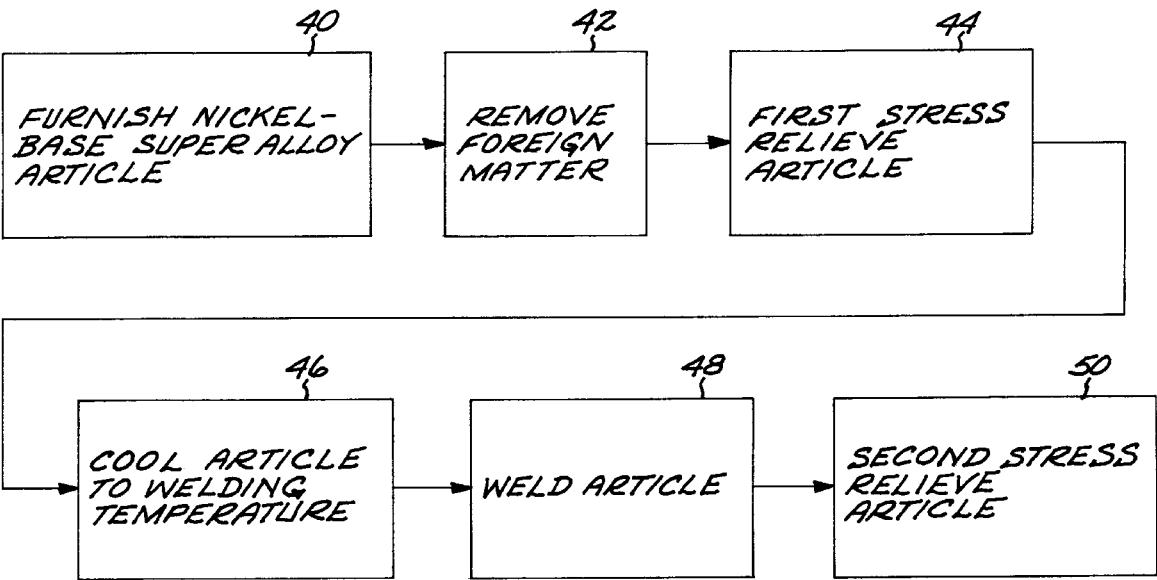 40
FURNISH NICKEL-
BASE SUPER ALLOY
ARTICLE
42
REMOVE
FOREIGN
MATTER
44
FIRST STRESS
RELIEVE
ARTICLE
46
COOL ARTICLE
TO WELDING
TEMPERATURE
48
WELD ARTICLE
50
SECOND STRESS
RELIEVE
ARTICLE